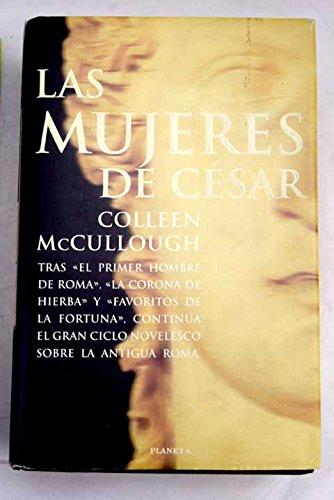 LAS
MUJERES
DE CÉSAR
COLLEEN
McCULLOUGH
TRAS «EL PRIMER HOMBRE
DE ROMA», «LA CORONA DE
HIERBA» Y «FAVORITOS DE
LA FORTUNA», CONTINÚA
EL GRAN CICLO NOVELESCO
SOBRE LA ANTIGUA ROMA.
PLANETA